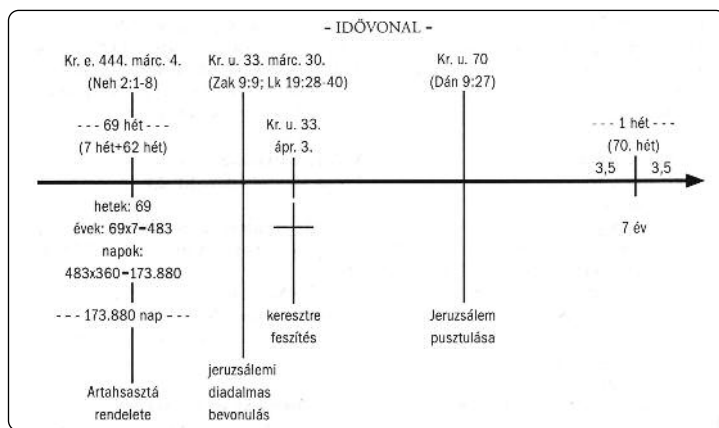 - IDŐVONAL -
Kr. e. 444. márc. 4.
(Neh 2:1-8)
Kr. u. 33. márc. 30.
(Zak 9:9; Lk 19:28-40)
Kr. u. 70
(Dán 9:27)
- - - 69 hét - - -
(7 hét+62 hét)
Kr. u. 33.
ápr. 3.
- - - 1 hét - - -
(70. hét)
3,5 3,5
hetek: 69
évek: 69x7=483
napok:
483x360=173.880
7 év
- - - 173.880 nap - - -
keresztre
feszítés
Jeruzsálem
pusztulása
Artahsasztá
rendelete
jeruzsálemi
diadalmas
bevonulás